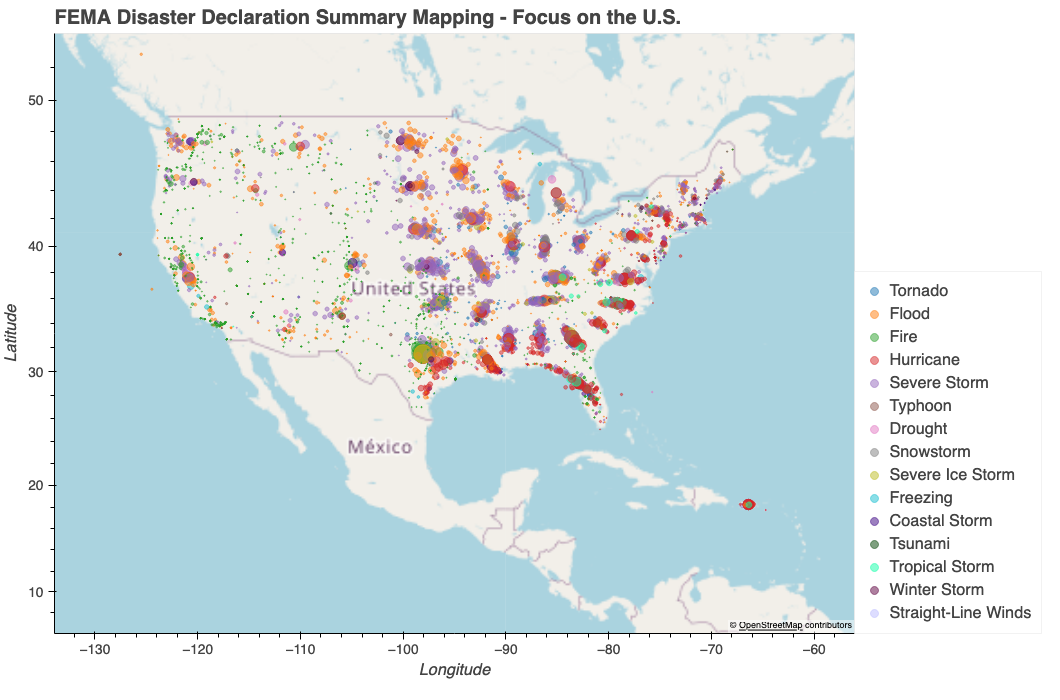 FEMA Disaster Declaration Summary Mapping - Focus on the U.S.
Latitude
50
40
30
20
10
United States
México
© OpenStreetMap contributors
−130
−120
−110
−100
−90
−80
−70
−60
Longitude
Tornado
Flood
Fire
Hurricane
Severe Storm
Typhoon
Drought
Snowstorm
Severe Ice Storm
Freezing
Coastal Storm
Tsunami
Tropical Storm
Winter Storm
Straight-Line Winds